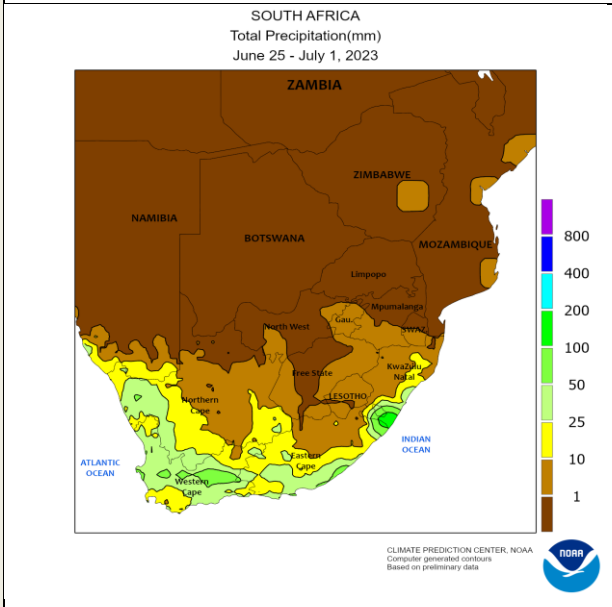 SOUTH AFRICA
Total Precipitation(mm)
June 25 - July 1, 2023
ZAMBIA
ZIMBABWE
NAMIBIA
BOTSWANA
MOZAMBIQUE
Limpopo
Mpumalanga
North West
Gau.
SWAZ.
Free State
KwaZulu
Natal
Northern
Cape
LESOTHO
INDIAN
OCEAN
ATLANTIC
OCEAN
Eastern
Cape
Western
Cape
800
400
200
100
50
25
10
1
CLIMATE PREDICTION CENTER, NOAA
Computer generated contours
Based on preliminary data
NOAA